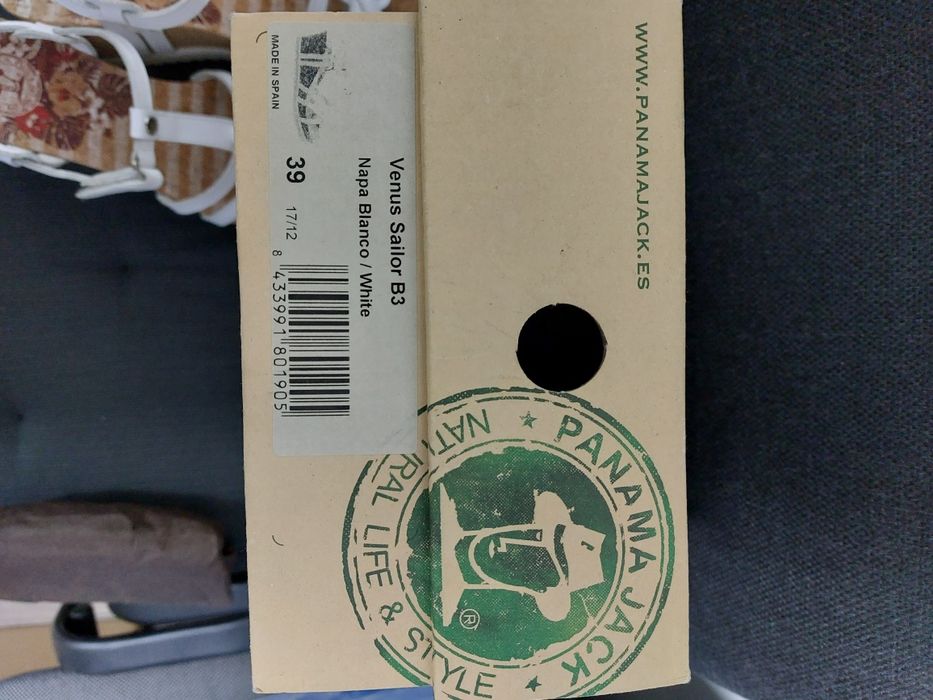 WWW.PANAMAJACK.ES
Venus Sailor B3
Napa Blanco / White
MADE IN SPAIN
39 17/12
8 433991 801905
PANAMA JACK
NATURAL LIFE & STYLE
®